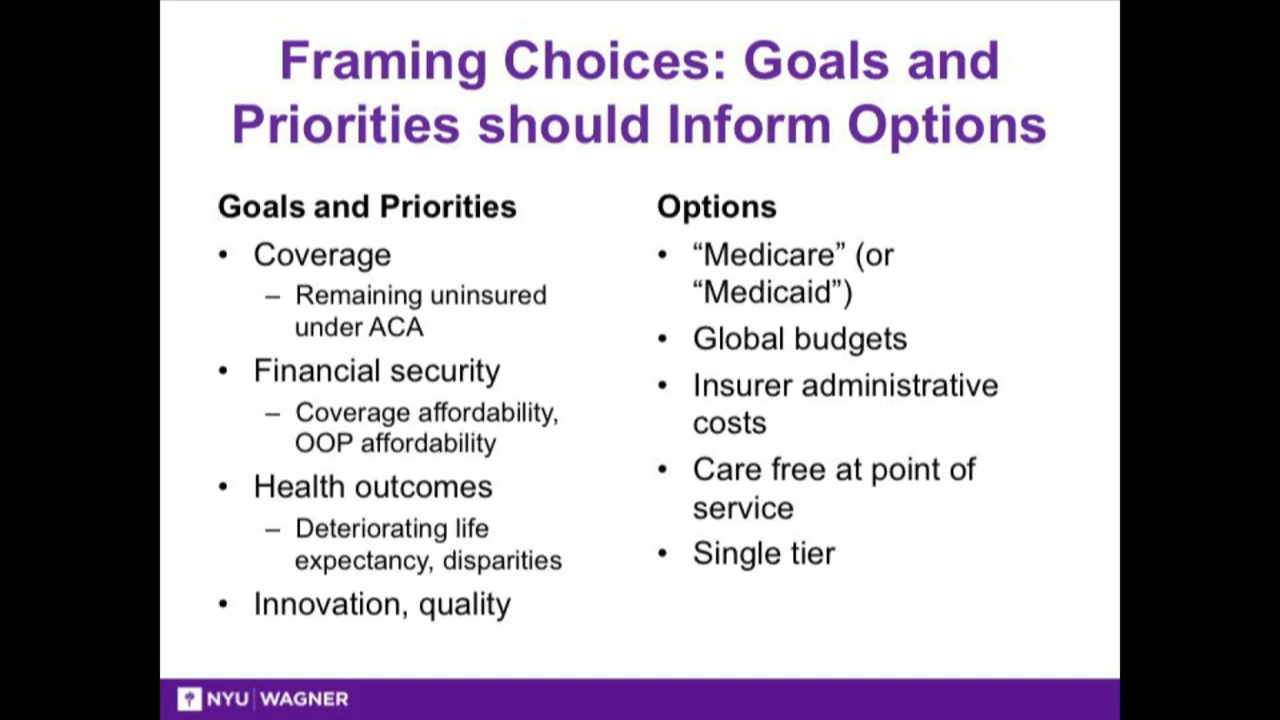 Framing Choices: Goals and
Priorities should Inform Options
Goals and Priorities
• Coverage
– Remaining uninsured
under ACA
• Financial security
– Coverage affordability,
OOP affordability
• Health outcomes
– Deteriorating life
expectancy, disparities
• Innovation, quality
Options
• “Medicare” (or
“Medicaid”)
• Global budgets
• Insurer administrative
costs
• Care free at point of
service
• Single tier
NYU WAGNER